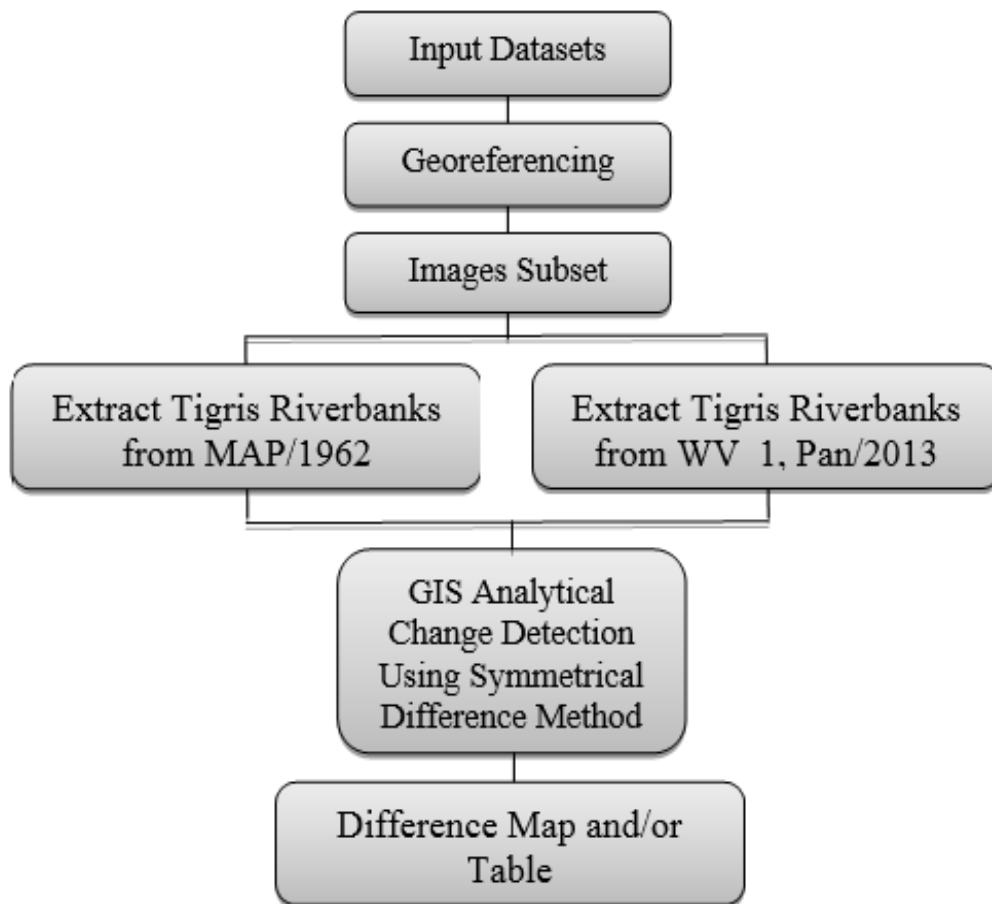 Input Datasets
Georeferencing
Images Subset
Extract Tigris Riverbanks
from MAP/1962
Extract Tigris Riverbanks
from WV 1, Pan/2013
GIS Analytical
Change Detection
Using Symmetrical
Difference Method
Difference Map and/or
Table